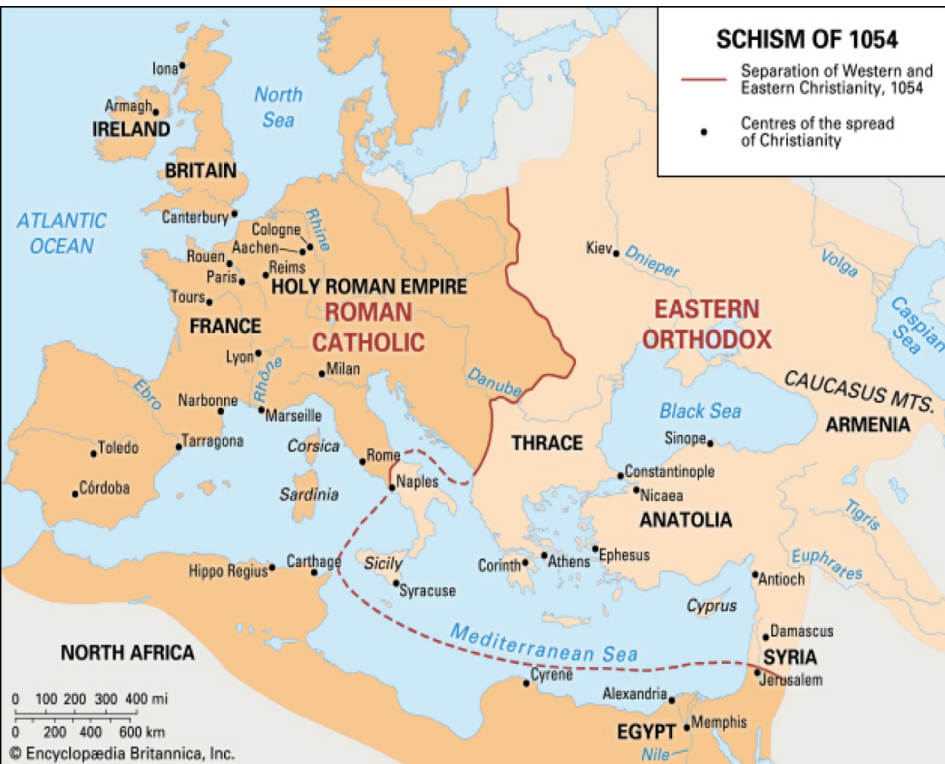 SCHISM OF 1054
Separation of Western and
Eastern Christianity, 1054
Centres of the spread
of Christianity
Iona
North
Sea
Armagh
IRELAND
BRITAIN
ATLANTIC
OCEAN
Canterbury
Cologne
Rhine
Aachen
Rouen
Reims
Paris
HOLY ROMAN EMPIRE
Tours
ROMAN
CATHOLIC
FRANCE
Lyon
Rhône
Milan
Danube
Ebro
Narbonne
Marseille
Toledo
Tarragona
Corsica
Rome
Córdoba
Sardinia
Naples
Kiev
Dnieper
Volga
EASTERN
ORTHODOX
Caspian
Sea
CAUCASUS MTS.
Black Sea
ARMENIA
THRACE
Sinope
Constantinople
Nicaea
ANATOLIA
Tigris
Euphrates
Hippo Regius
Carthage
Sicily
Syracuse
Corinth
Athens
Ephesus
Antioch
Cyprus
Damascus
SYRIA
Mediterranean Sea
Jerusalem
NORTH AFRICA
Cyrene
Alexandria
EGYPT
Memphis
Nile
0 100 200 300 400 mi
0 200 400 600 km
© Encyclopædia Britannica, Inc.